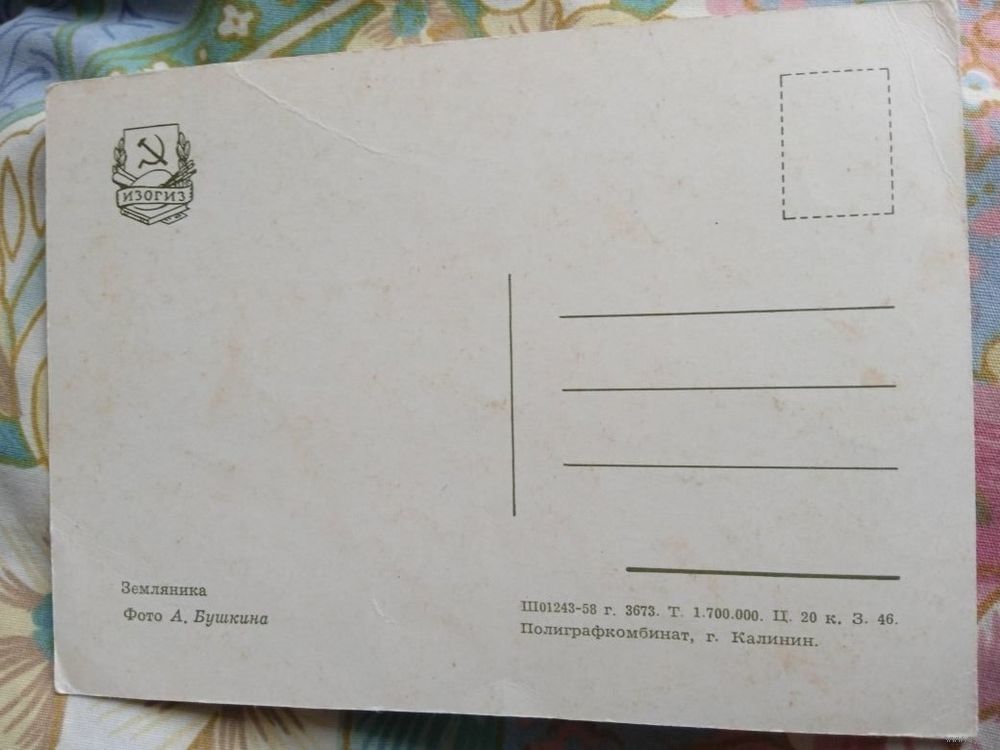 ИЗОГИЗ
Земляника
Фото А. Бушкина
Ш01243-58 г. 3673. Т. 1.700.000. Ц. 20 к. З. 46.
Полиграфкомбинат, г. Калинин.